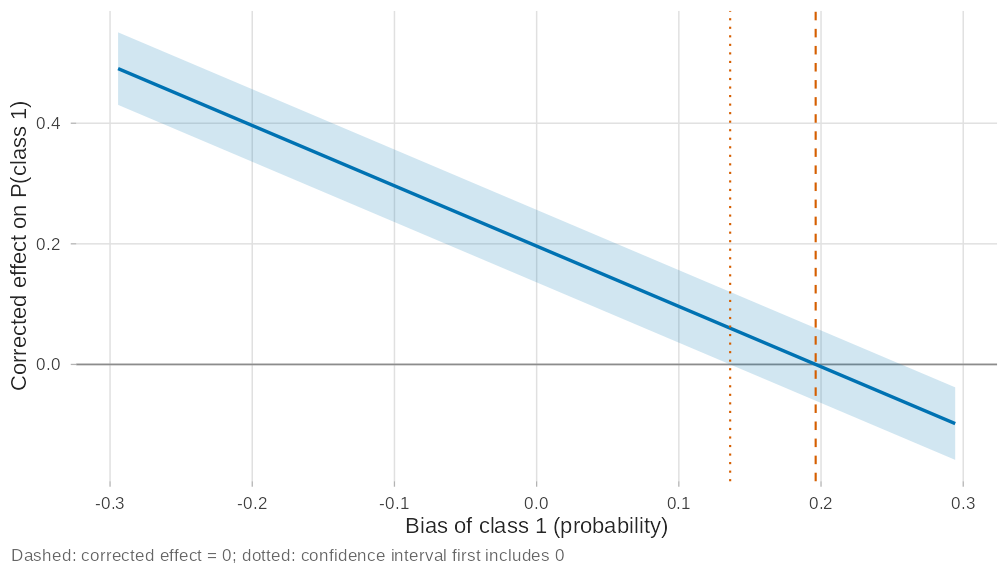 Corrected effect on P(class 1)
0.4
0.2
0.0
-0.3 -0.2 -0.1 0.0 0.1 0.2 0.3
Bias of class 1 (probability)
Dashed: corrected effect = 0; dotted: confidence interval first includes 0